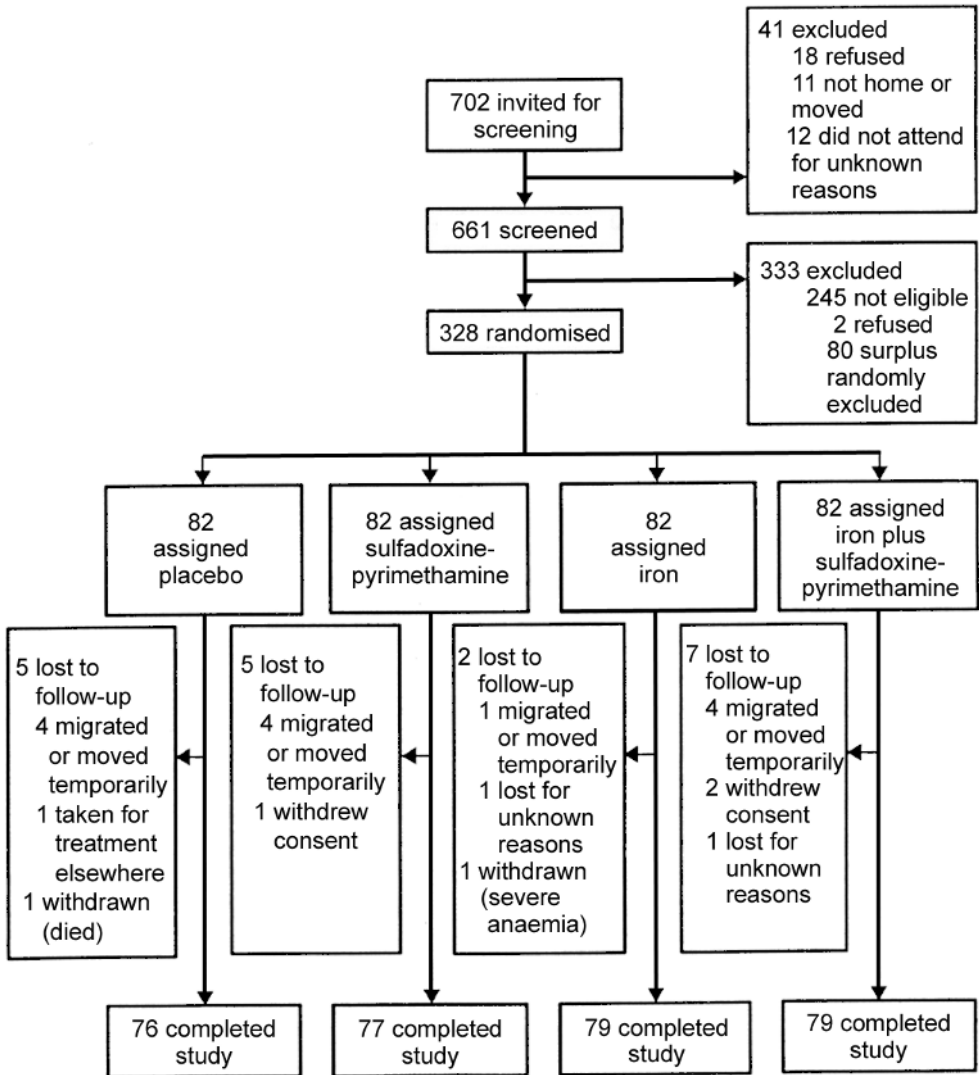 702 invited for
screening
41 excluded
18 refused
11 not home or
moved
12 did not attend
for unknown
reasons
661 screened
333 excluded
245 not eligible
2 refused
80 surplus
randomly
excluded
328 randomised
82
assigned
placebo
82 assigned
sulfadoxine-
pyrimethamine
82
assigned
iron
82 assigned
iron plus
sulfadoxine-
pyrimethamine
5 lost to
follow-up
4 migrated
or moved
temporarily
1 taken for
treatment
elsewhere
1 withdrawn
(died)
5 lost to
follow-up
4 migrated
or moved
temporarily
1 withdrew
consent
2 lost to
follow-up
1 migrated
or moved
temporarily
1 lost for
unknown
reasons
1 withdrawn
(severe
anaemia)
7 lost to
follow-up
4 migrated
or moved
temporarily
2 withdrew
consent
1 lost for
unknown
reasons
76 completed
study
77 completed
study
79 completed
study
79 completed
study